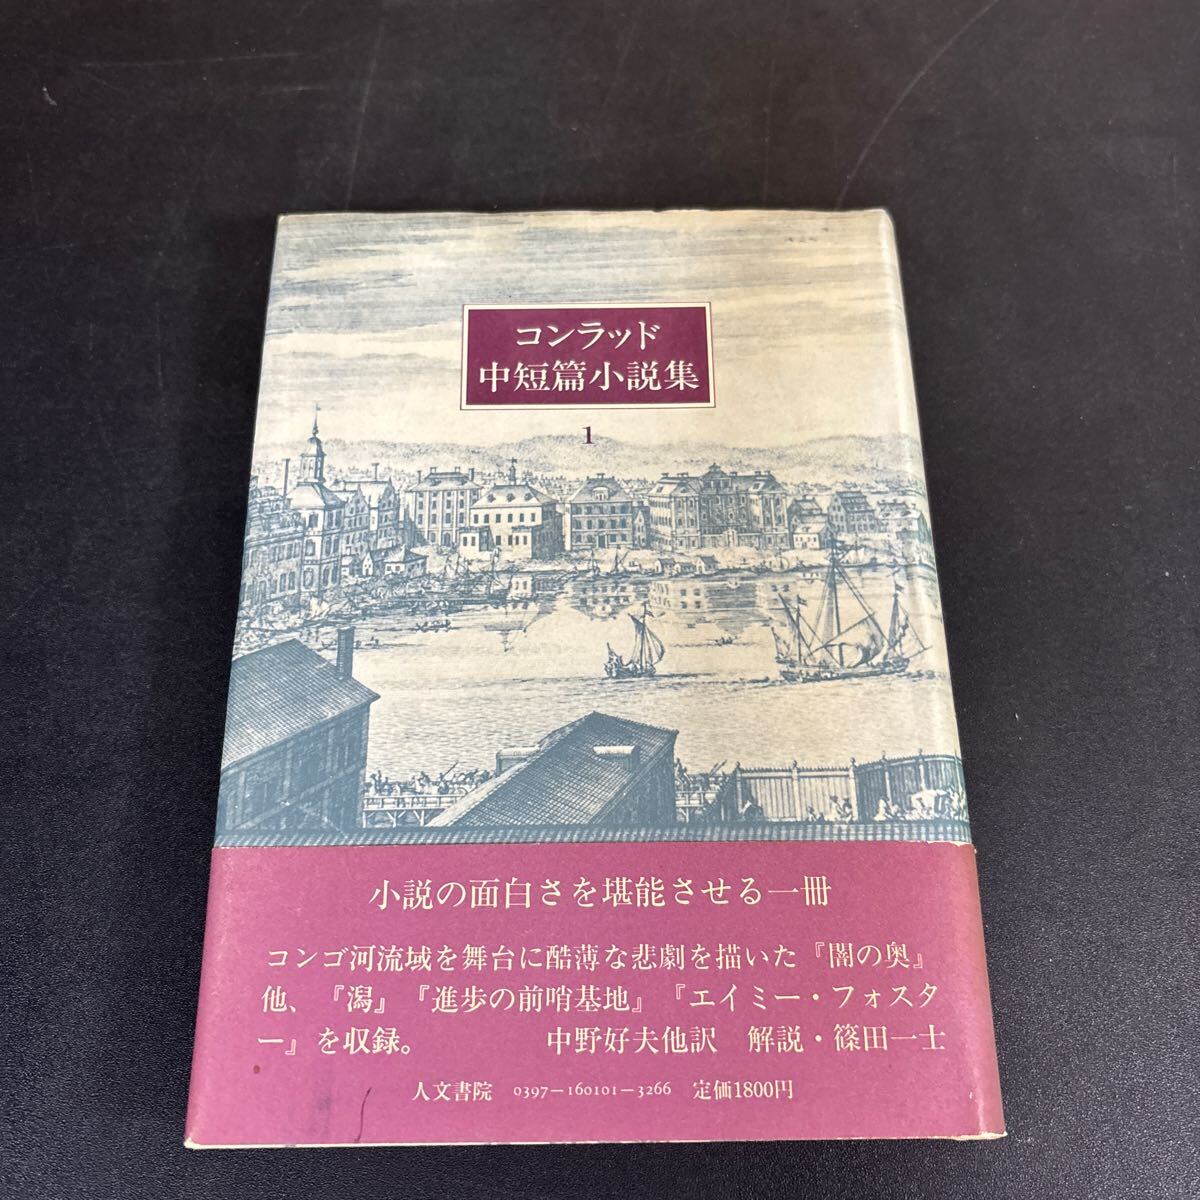 コンラッド
中短篇小説集
1
小説の面白さを堪能させる一冊
コンゴ河流域を舞台に酷薄な悲劇を描いた『闇の奥』
他、『潟』『進歩の前哨基地』『エイミー・フォスタ
ー』を収録。 中野好夫他訳 解説・篠田一士
人文書院 0397－160101－3266 定価1800円